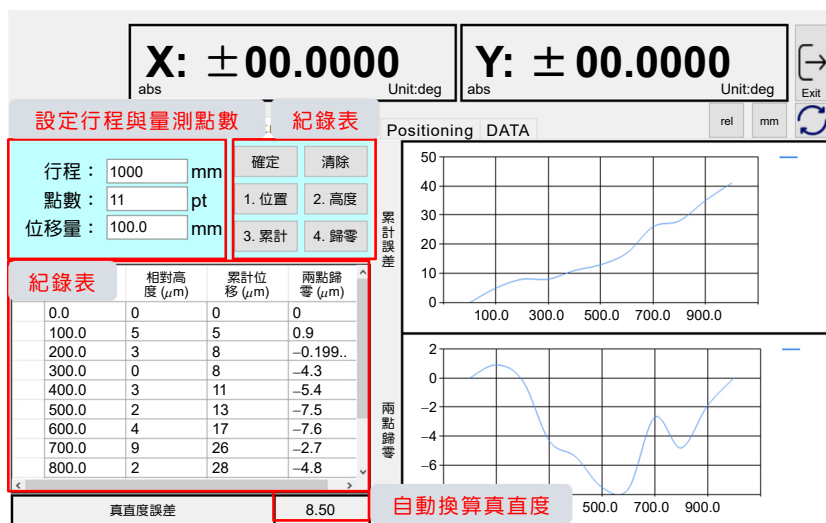 X: ±00.0000
abs
Unit:deg
Y: ±00.0000
abs
Unit:deg
Exit
設定行程與量測點數
紀錄表
Positioning
DATA
rel
mm
行程：
1000
mm
點數：
11
pt
位移量：
100.0
mm
確定
清除
1. 位置
2. 高度
3. 累計
4. 歸零
紀錄表
相對高度 (μm)
累計位移 (μm)
兩點歸零 (μm)
0.0 0 0 0
100.0 5 5 0.9
200.0 3 8 −0.199..
300.0 0 8 −4.3
400.0 3 11 −5.4
500.0 2 13 −7.5
600.0 4 17 −7.6
700.0 9 26 −2.7
800.0 2 28 −4.8
真直度誤差
8.50
自動換算真直度
累計誤差
50
40
30
20
10
0
100.0 300.0 500.0 700.0 900.0
兩點歸零
2
0
−2
−4
−6
500.0 700.0 900.0